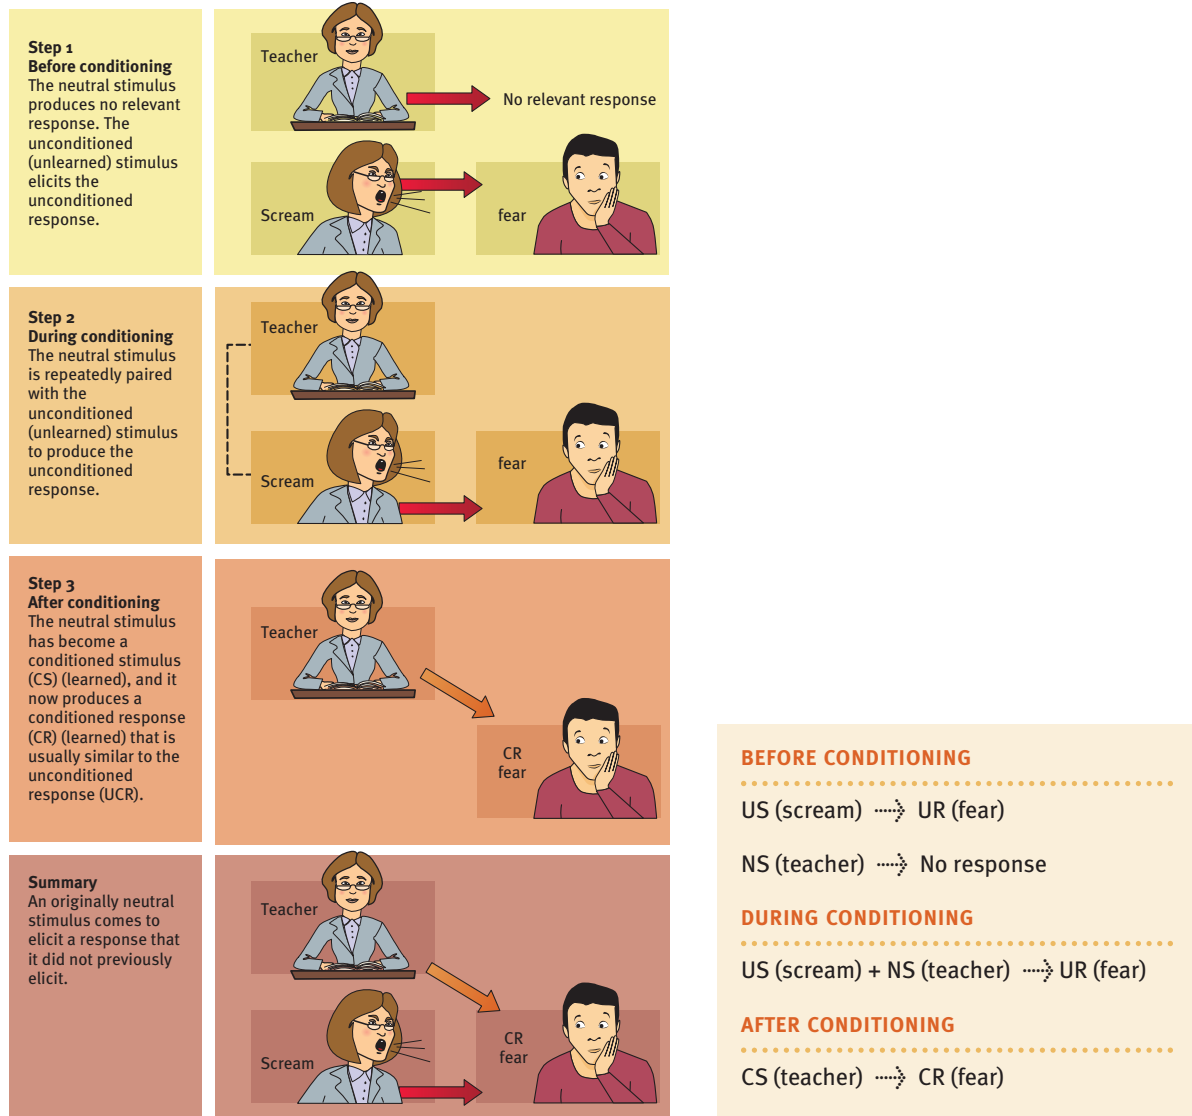 Step 1
Before conditioning
The neutral stimulus
produces no relevant
response. The
unconditioned
(unlearned) stimulus
elicits the
unconditioned
response.
Teacher
No relevant response
Scream
fear
Step 2
During conditioning
The neutral stimulus
is repeatedly paired
with the
unconditioned
(unlearned) stimulus
to produce the
unconditioned
response.
Teacher
Scream
fear
Step 3
After conditioning
The neutral stimulus
has become a
conditioned stimulus
(CS) (learned), and it
now produces a
conditioned response
(CR) (learned) that is
usually similar to the
unconditioned
response (UCR).
Teacher
CR
fear
Summary
An originally neutral
stimulus comes to
elicit a response that
it did not previously
elicit.
Teacher
Scream
CR
fear
BEFORE CONDITIONING
US (scream) ⇢ UR (fear)
NS (teacher) ⇢ No response
DURING CONDITIONING
US (scream) + NS (teacher) ⇢ UR (fear)
AFTER CONDITIONING
CS (teacher) ⇢ CR (fear)